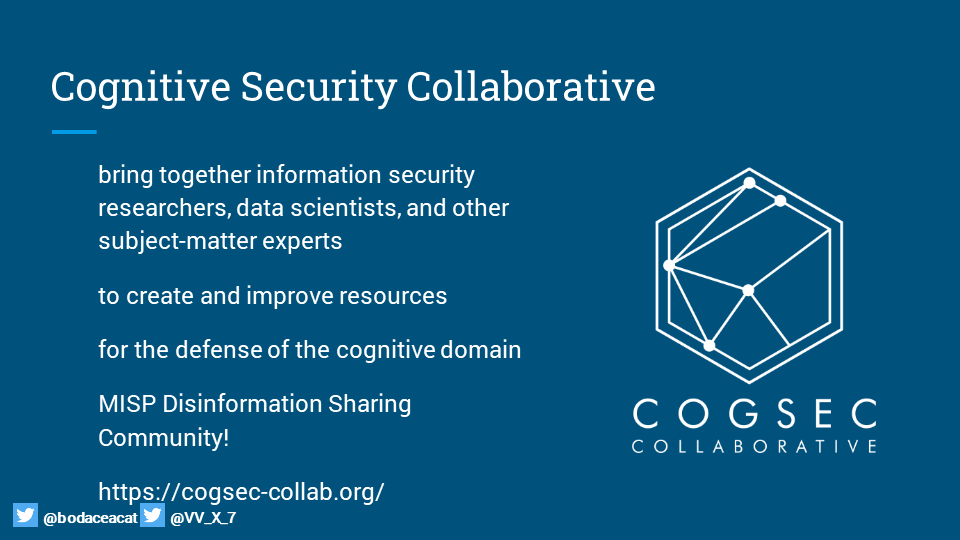 Cognitive Security Collaborative
bring together information security
researchers, data scientists, and other
subject-matter experts
to create and improve resources
for the defense of the cognitive domain
MISP Disinformation Sharing
Community!
https://cogsec-collab.org/
COGSEC
COLLABORATIVE
@bodaceacat @VV_X_7